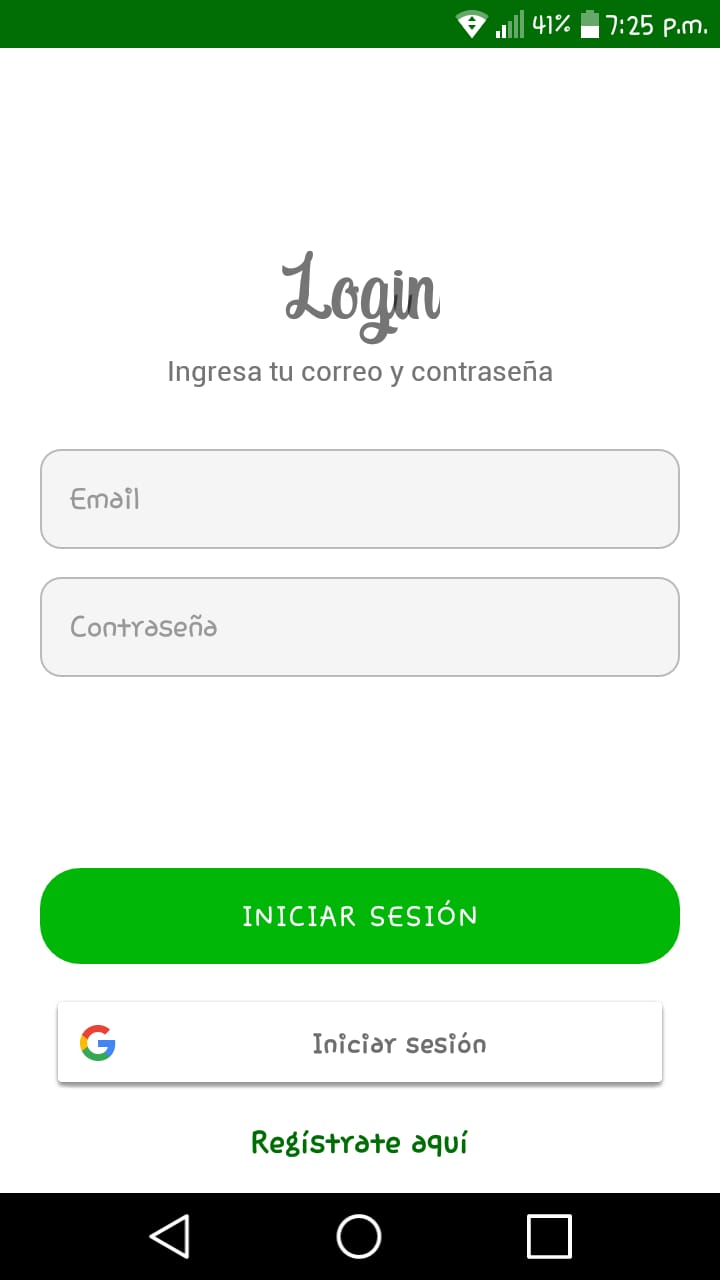 41% 7:25 p.m.
Login
Ingresa tu correo y contraseña
Email
Contraseña
INICIAR SESIÓN
Iniciar sesión
Regístrate aquí